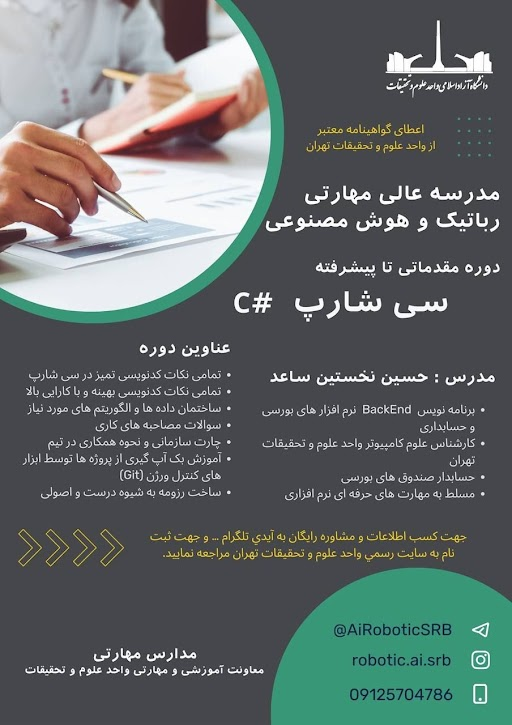 دانشگاه آزاد اسلامی واحد علوم و تحقیقات
اعطای گواهینامه معتبر
از واحد علوم و تحقیقات تهران
مدرسه عالی مهارتی
رباتیک و هوش مصنوعی
دوره مقدماتی تا پیشرفته
سی شارپ C#
مدرس : حسین نخستین ساعد
• برنامه نویس BackEnd نرم افزار های بورسی
و حسابداری
• کارشناس علوم کامپیوتر واحد علوم و تحقیقات
تهران
• حسابدار صندوق های بورسی
• مسلط به مهارت های حرفه ای نرم افزاری
عناوین دوره
• تمامی نکات کدنویسی تمیز در سی شارپ
• تمامی نکات کدنویسی بهینه و با کارایی بالا
• ساختمان داده ها و الگوریتم های مورد نیاز
• سوالات مصاحبه های کاری
• چارت سازمانی و نحوه همکاری در تیم
• آموزش بک آپ گیری از پروژه ها توسط ابزار
های کنترل ورژن (Git)
• ساخت رزومه به شیوه درست و اصولی
جهت کسب اطلاعات و مشاوره رایگان به آیدي تلگرام ... و جهت ثبت
نام به سایت رسمي واحد علوم و تحقیقات تهران مراجعه نمایید.
@AiRoboticSRB
robotic.ai.srb
09125704786
مدارس مهارتی
معاونت آموزشی و مهارتی واحد علوم و تحقیقات